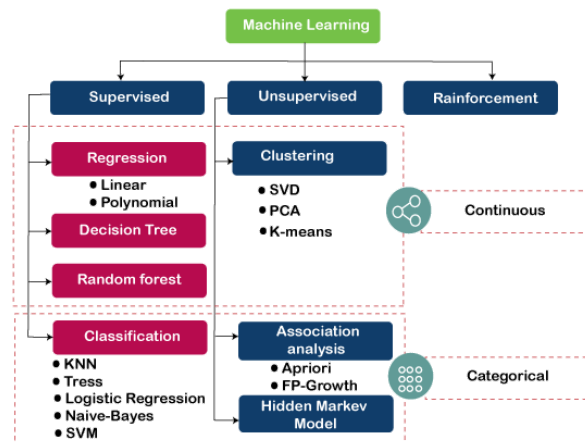 Machine Learning
Supervised
Unsupervised
Rainforcement
Regression
Linear
Polynomial
Decision Tree
Random forest
Clustering
SVD
PCA
K-means
Continuous
Classification
KNN
Tress
Logistic Regression
Naive-Bayes
SVM
Association
analysis
Apriori
FP-Growth
Hidden Markev
Model
Categorical